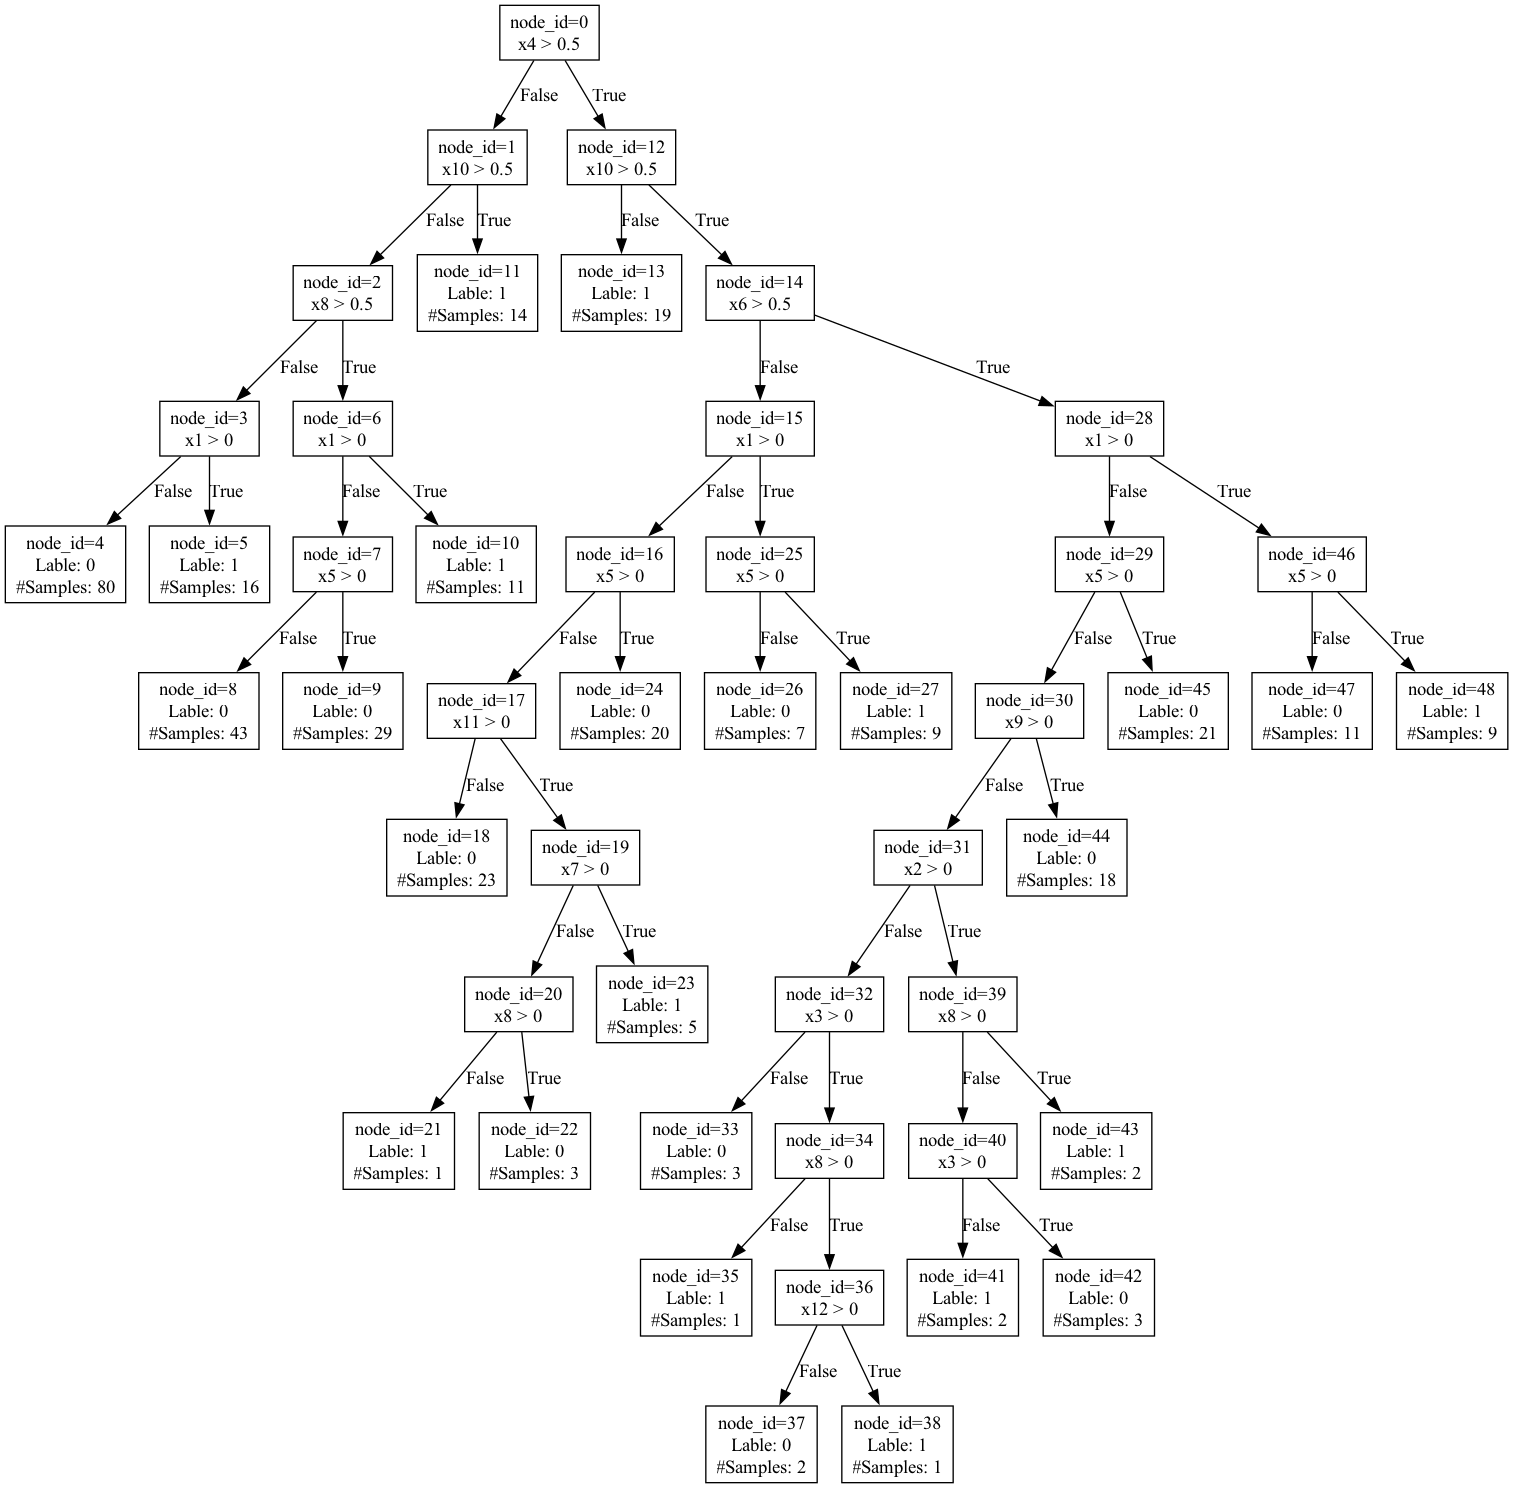 node_id=0
x4 > 0.5
False
True
node_id=1
x10 > 0.5
node_id=12
x10 > 0.5
False
True
False
True
node_id=2
x8 > 0.5
node_id=11
Lable: 1
#Samples: 14
node_id=13
Lable: 1
#Samples: 19
node_id=14
x6 > 0.5
False
True
False
True
node_id=3
x1 > 0
node_id=6
x1 > 0
node_id=15
x1 > 0
node_id=28
x1 > 0
False
True
False
True
False
True
False
True
node_id=4
Lable: 0
#Samples: 80
node_id=5
Lable: 1
#Samples: 16
node_id=7
x5 > 0
node_id=10
Lable: 1
#Samples: 11
node_id=16
x5 > 0
node_id=25
x5 > 0
node_id=29
x5 > 0
node_id=46
x5 > 0
False
True
False
True
False
True
False
True
False
True
node_id=8
Lable: 0
#Samples: 43
node_id=9
Lable: 0
#Samples: 29
node_id=17
x11 > 0
node_id=24
Lable: 0
#Samples: 20
node_id=26
Lable: 0
#Samples: 7
node_id=27
Lable: 1
#Samples: 9
node_id=30
x9 > 0
node_id=45
Lable: 0
#Samples: 21
node_id=47
Lable: 0
#Samples: 11
node_id=48
Lable: 1
#Samples: 9
False
True
False
True
node_id=18
Lable: 0
#Samples: 23
node_id=19
x7 > 0
node_id=31
x2 > 0
node_id=44
Lable: 0
#Samples: 18
False
True
False
True
node_id=20
x8 > 0
node_id=23
Lable: 1
#Samples: 5
node_id=32
x3 > 0
node_id=39
x8 > 0
False
True
False
True
False
True
node_id=21
Lable: 1
#Samples: 1
node_id=22
Lable: 0
#Samples: 3
node_id=33
Lable: 0
#Samples: 3
node_id=34
x8 > 0
node_id=40
x3 > 0
node_id=43
Lable: 1
#Samples: 2
False
True
False
True
node_id=35
Lable: 1
#Samples: 1
node_id=36
x12 > 0
node_id=41
Lable: 1
#Samples: 2
node_id=42
Lable: 0
#Samples: 3
False
True
node_id=37
Lable: 0
#Samples: 2
node_id=38
Lable: 1
#Samples: 1